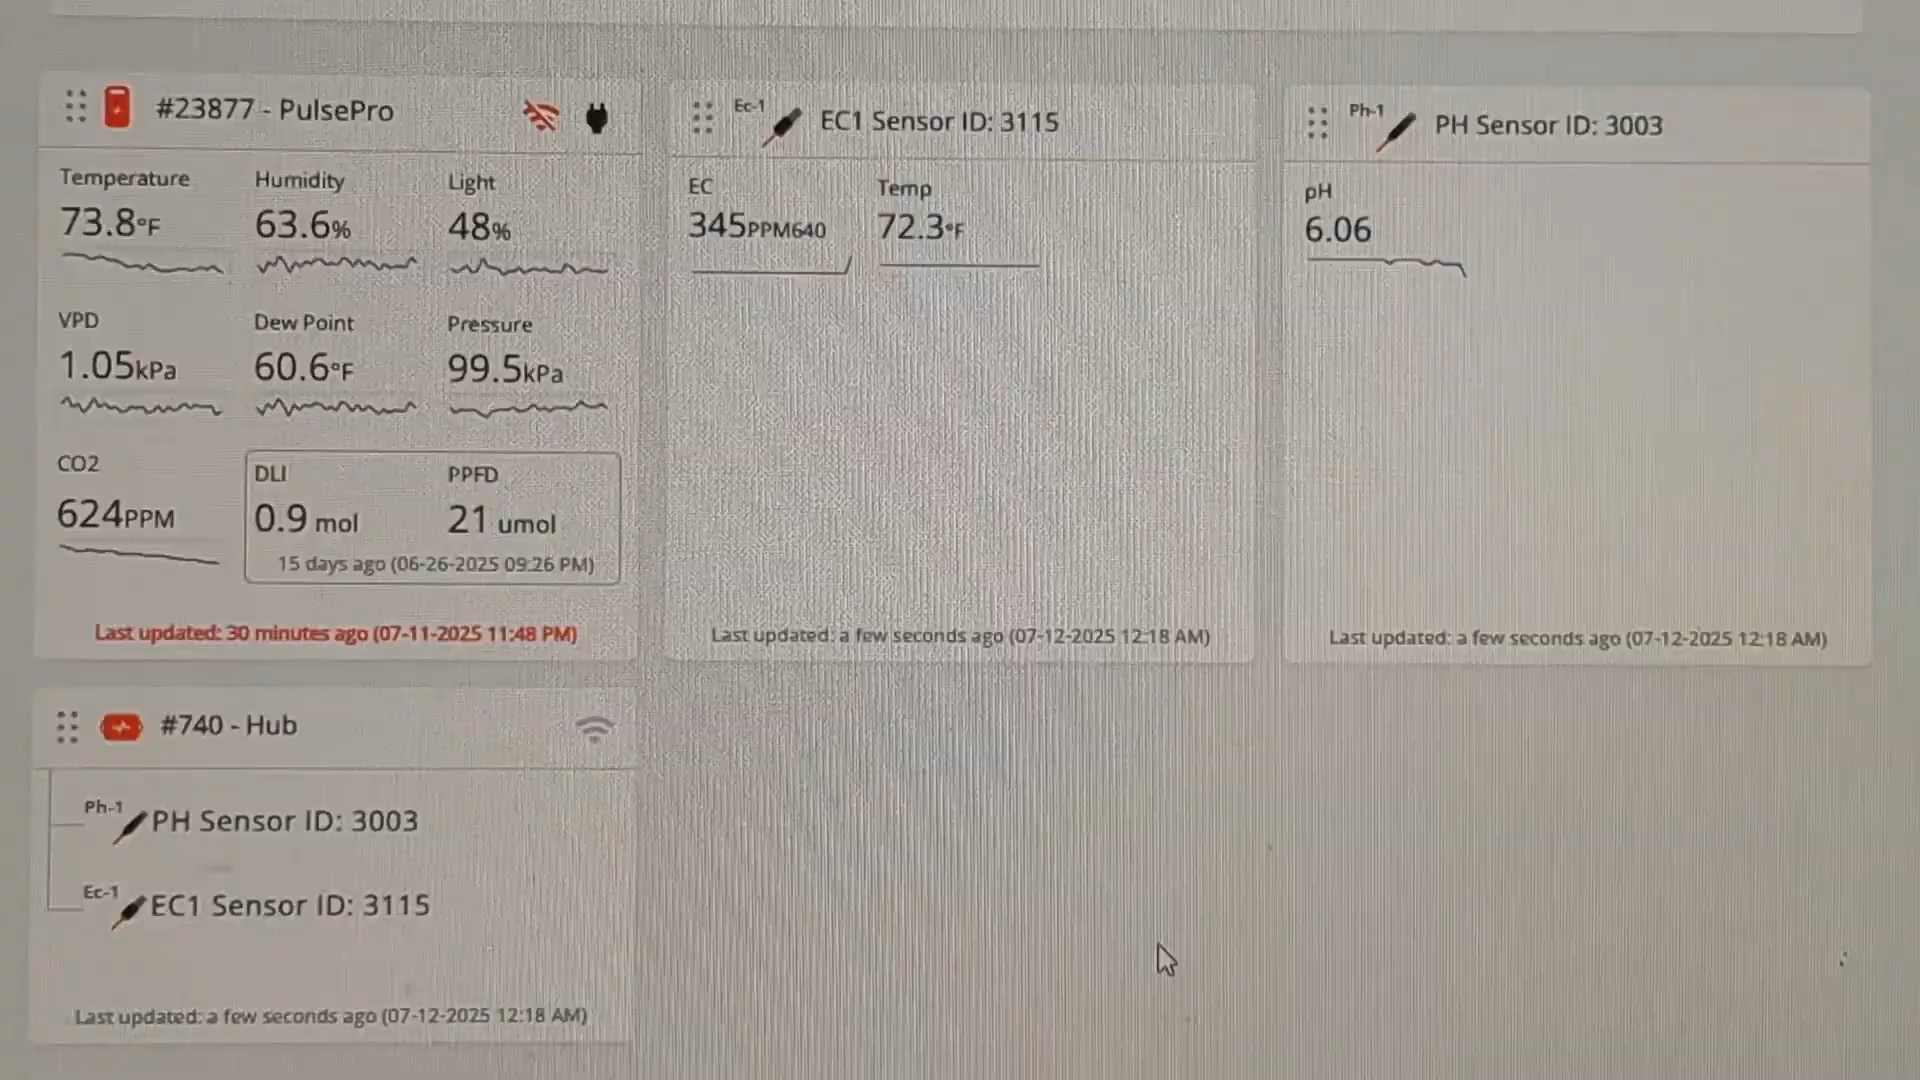 #23877 - PulsePro
Temperature Humidity Light
73.8°F 63.6% 48%
VPD Dew Point Pressure
1.05kPa 60.6°F 99.5kPa
CO2 DLI PPFD
624PPM 0.9 mol 21 umol
15 days ago (06-26-2025 09:26 PM)
Last updated: 30 minutes ago (07-11-2025 11:48 PM)
Ec-1 EC1 Sensor ID: 3115
EC Temp
345PPM640 72.3°F
Last updated: a few seconds ago (07-12-2025 12:18 AM)
Ph-1 PH Sensor ID: 3003
pH
6.06
Last updated: a few seconds ago (07-12-2025 12:18 AM)
#740 - Hub
Ph-1 PH Sensor ID: 3003
Ec-1 EC1 Sensor ID: 3115
Last updated: a few seconds ago (07-12-2025 12:18 AM)